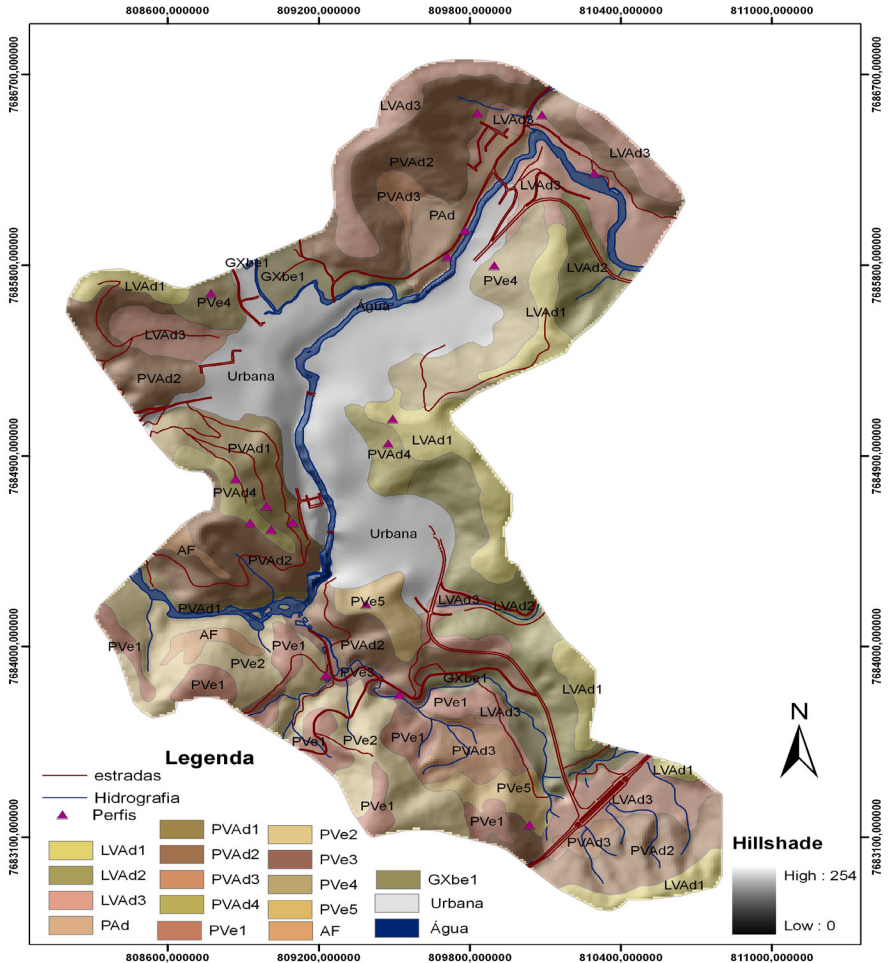 808600,000000 809200,000000 809800,000000 810400,000000 811000,000000
7686700,000000 7686700,000000
LVAd3
LVAd3
LVAd3
PVAd2
LVAd3
PVAd3
PAd
GXbe1
GXbe1
7685800,000000 7685800,000000
LVAd2
PVe4
LVAd1
PVe4
Água
LVAd1
LVAd3
PVAd2
Urbana
LVAd1
PVAd1
PVAd4
7684900,000000 7684900,000000
PVAd4
Urbana
AF
PVAd2
PVe5
LVAd3
LVAd2
PVAd1
AF
PVe1
PVe1
PVAd2
7684000,000000 7684000,000000
PVe2
PVe3
GXbe1
PVe1
LVAd1
PVe1
LVAd3
PVe1
PVe2
PVe1
PVAd3
N
LVAd1
PVe5
LVAd3
PVe1
PVe1
PVAd3
PVAd2
7683100,000000 7683100,000000
LVAd1
Legenda
estradas
Hidrografia
Perfis
LVAd1
LVAd2
LVAd3
PAd
PVAd1
PVAd2
PVAd3
PVAd4
PVe1
PVe2
PVe3
PVe4
PVe5
AF
GXbe1
Urbana
Água
Hillshade
High : 254
Low : 0
808600,000000 809200,000000 809800,000000 810400,000000 811000,000000